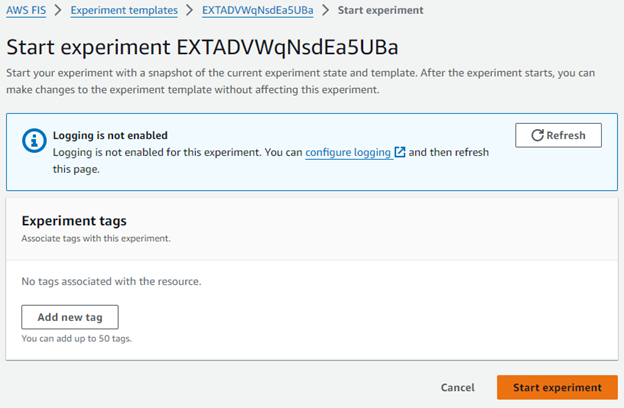 AWS FIS > Experiment templates > EXTADVWqNsdEa5UBa > Start experiment
Start experiment EXTADVWqNsdEa5UBa
Start your experiment with a snapshot of the current experiment state and template. After the experiment starts, you can
make changes to the experiment template without affecting this experiment.
Logging is not enabled
Refresh
Logging is not enabled for this experiment. You can configure logging and then refresh
this page.
Experiment tags
Associate tags with this experiment.
No tags associated with the resource.
Add new tag
You can add up to 50 tags.
Cancel
Start experiment